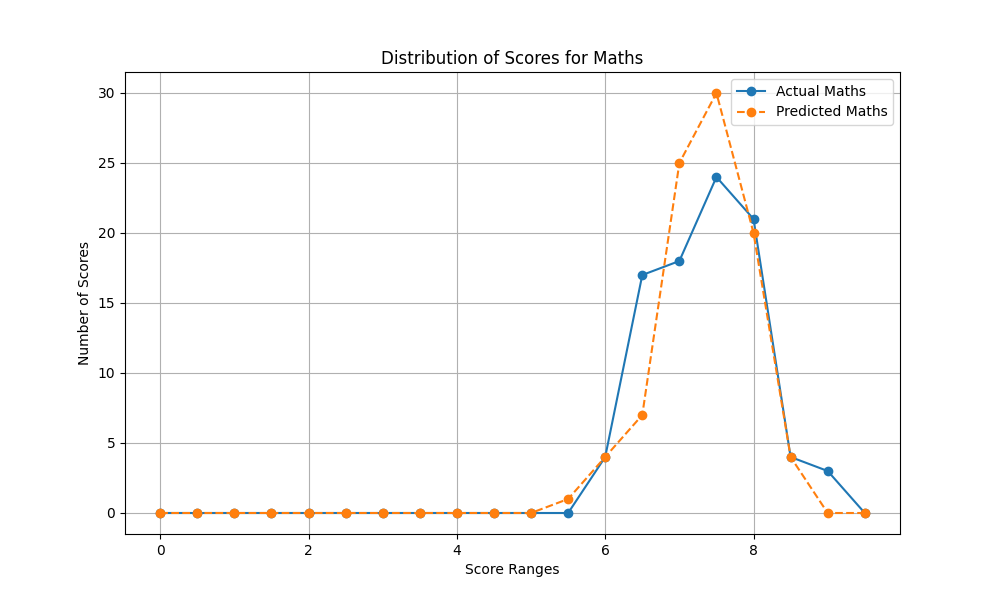 Distribution of Scores for Maths
Actual Maths
Predicted Maths
Number of Scores
30
25
20
15
10
5
0
0 2 4 6 8
Score Ranges